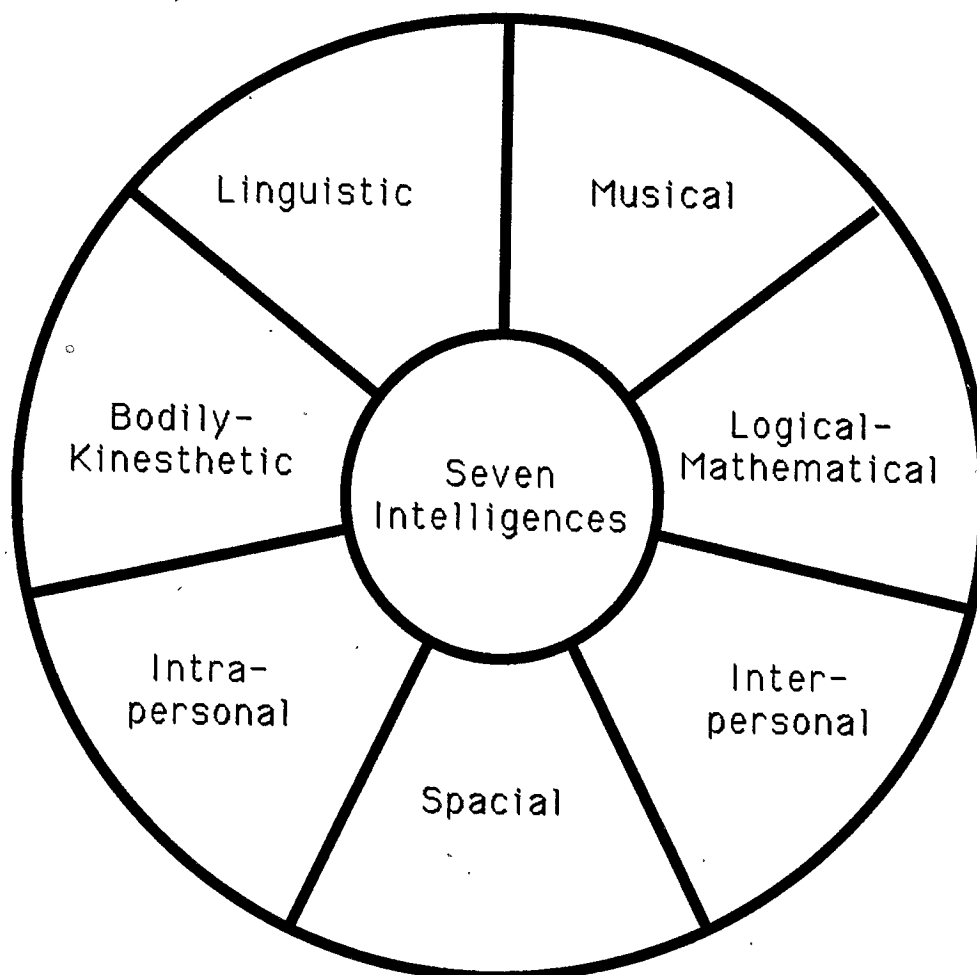 Linguistic
Musical
Bodily-
Kinesthetic
Seven
Intelligences
Logical-
Mathematical
Intra-
personal
Spacial
Inter-
personal